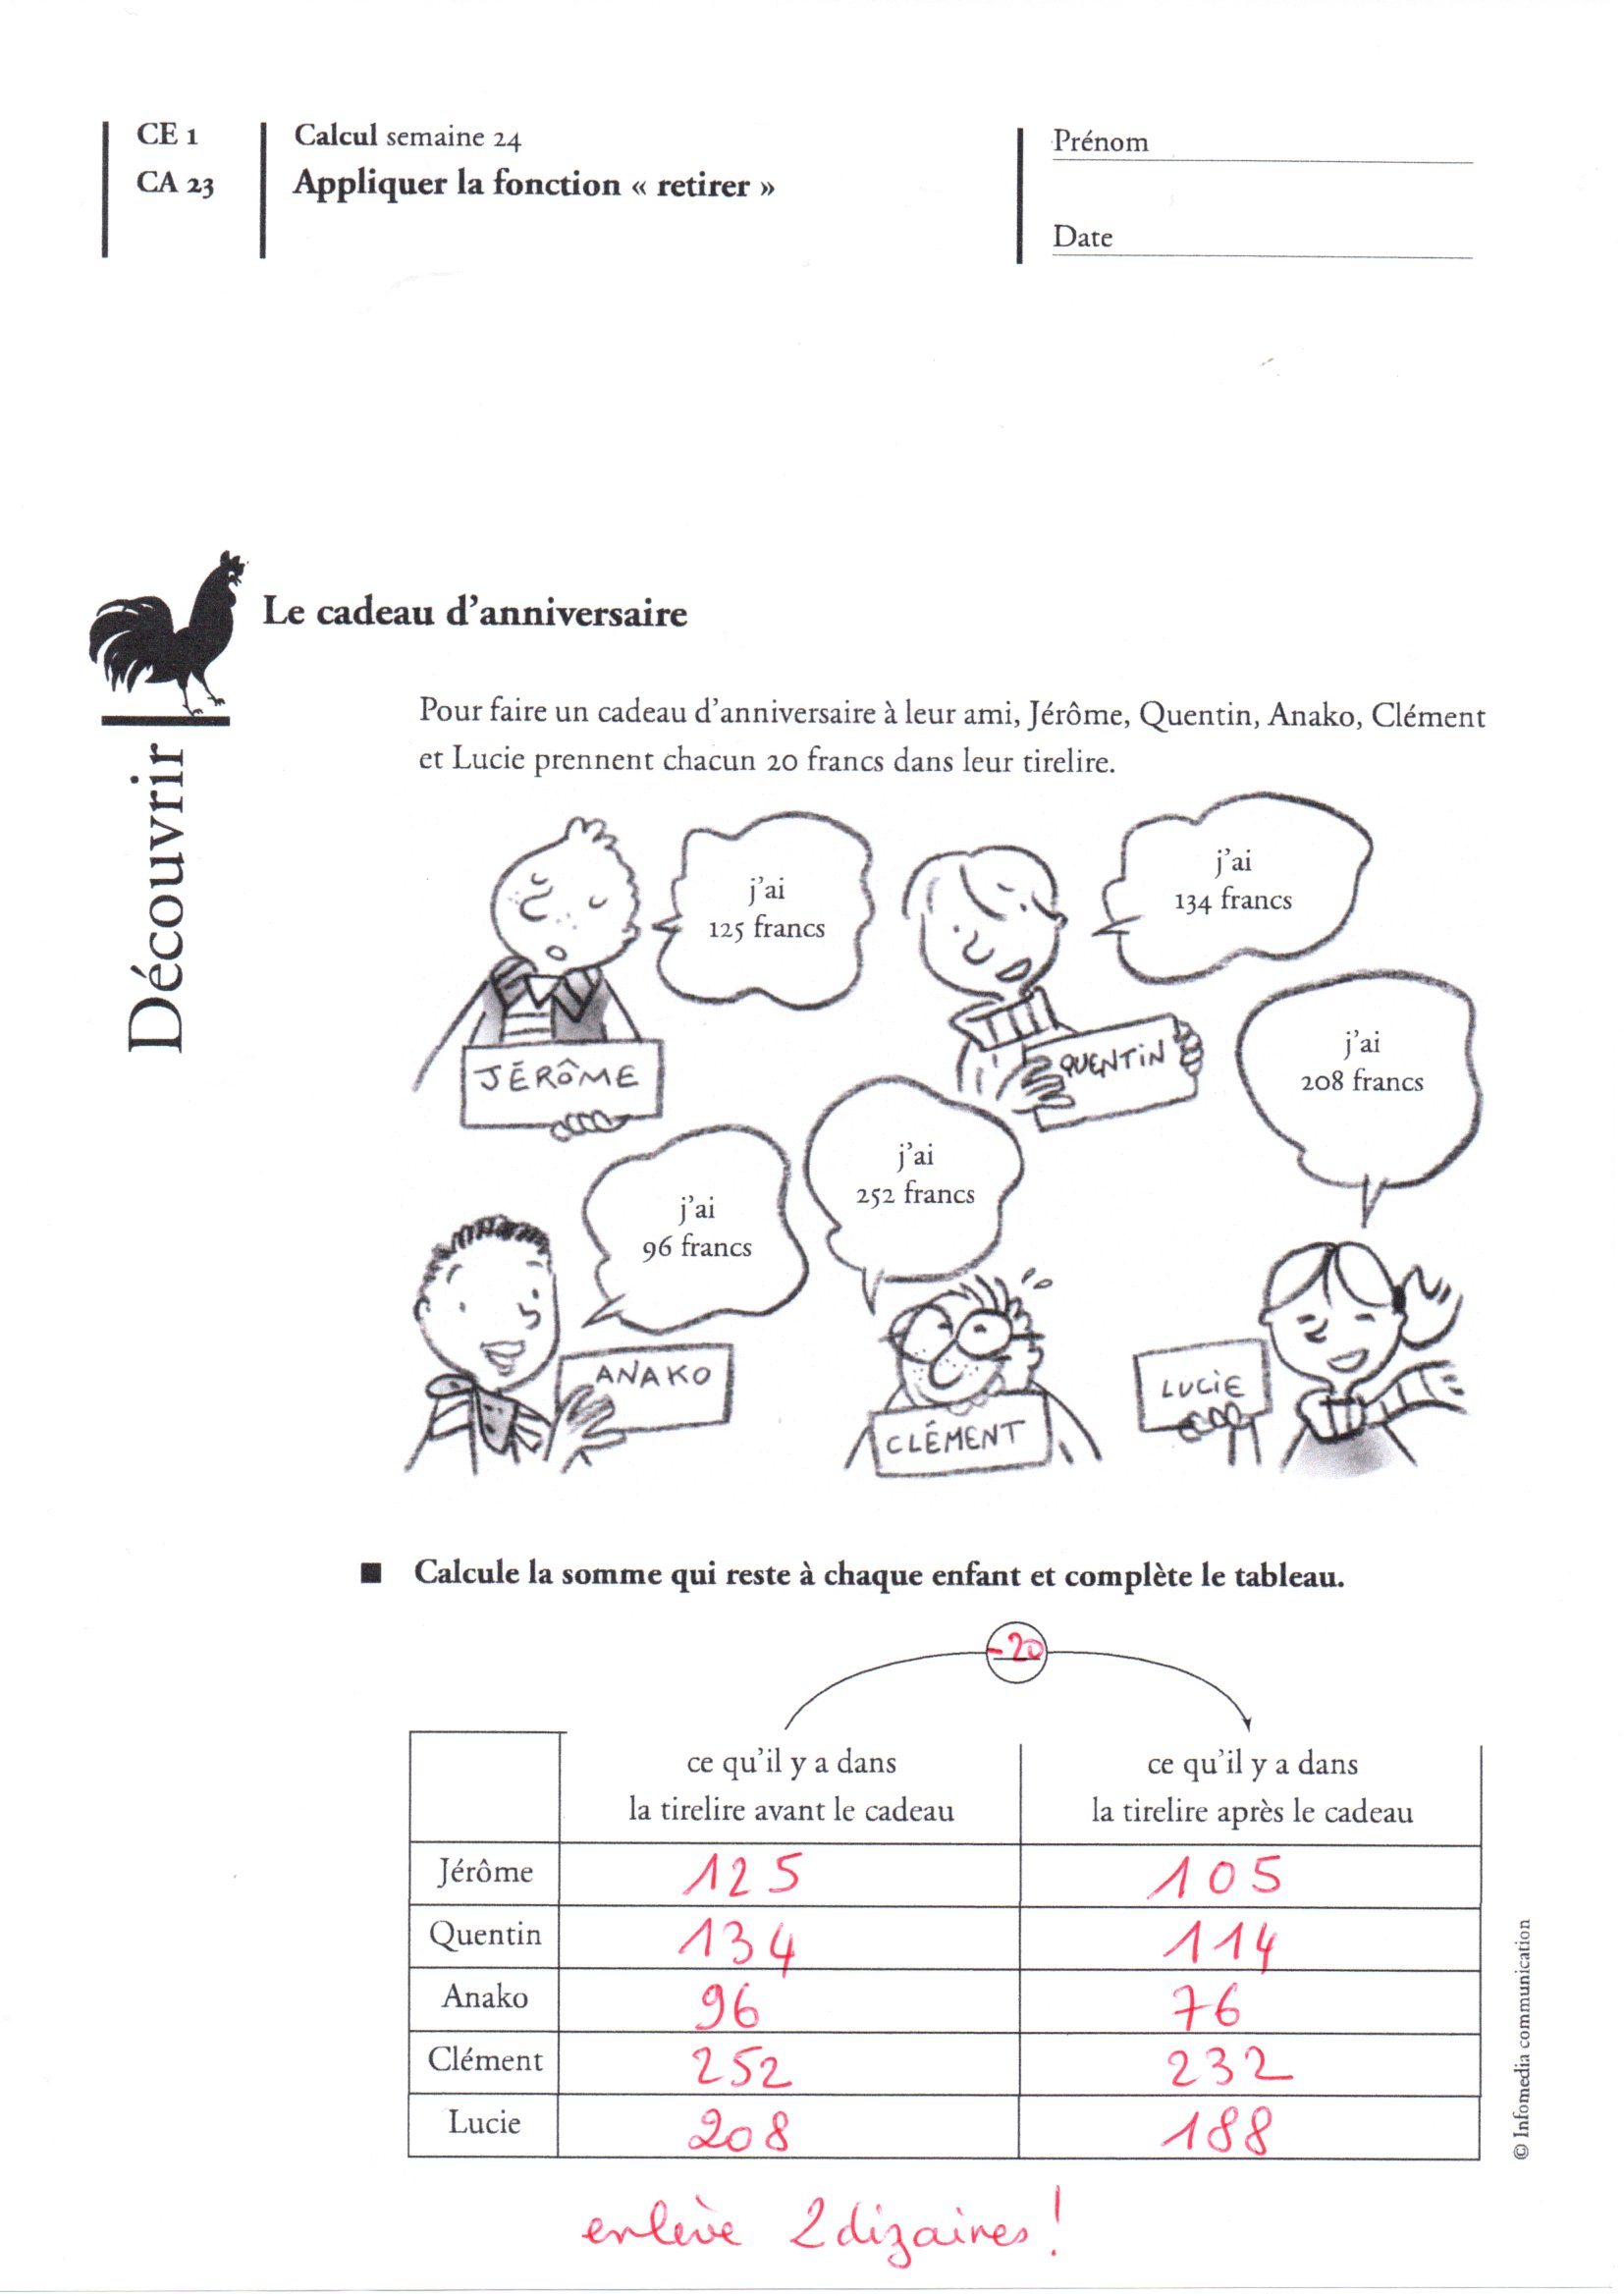 CE 1
CA 23
Calcul semaine 24
Appliquer la fonction « retirer »
Prénom
Date
Découvrir
Le cadeau d'anniversaire
Pour faire un cadeau d'anniversaire à leur ami, Jérôme, Quentin, Anako, Clément
et Lucie prennent chacun 20 francs dans leur tirelire.
j'ai
125 francs
j'ai
134 francs
JÉRÔME
QUENTIN
j'ai
208 francs
j'ai
252 francs
j'ai
96 francs
ANAKO
CLÉMENT
LUCIE
■ Calcule la somme qui reste à chaque enfant et complète le tableau.
-20
ce qu'il y a dans
la tirelire avant le cadeau
ce qu'il y a dans
la tirelire après le cadeau
Jérôme 125 105
Quentin 134 114
Anako 96 76
Clément 252 232
Lucie 208 188
© Infomedia communication
enlève 2 dizaines !